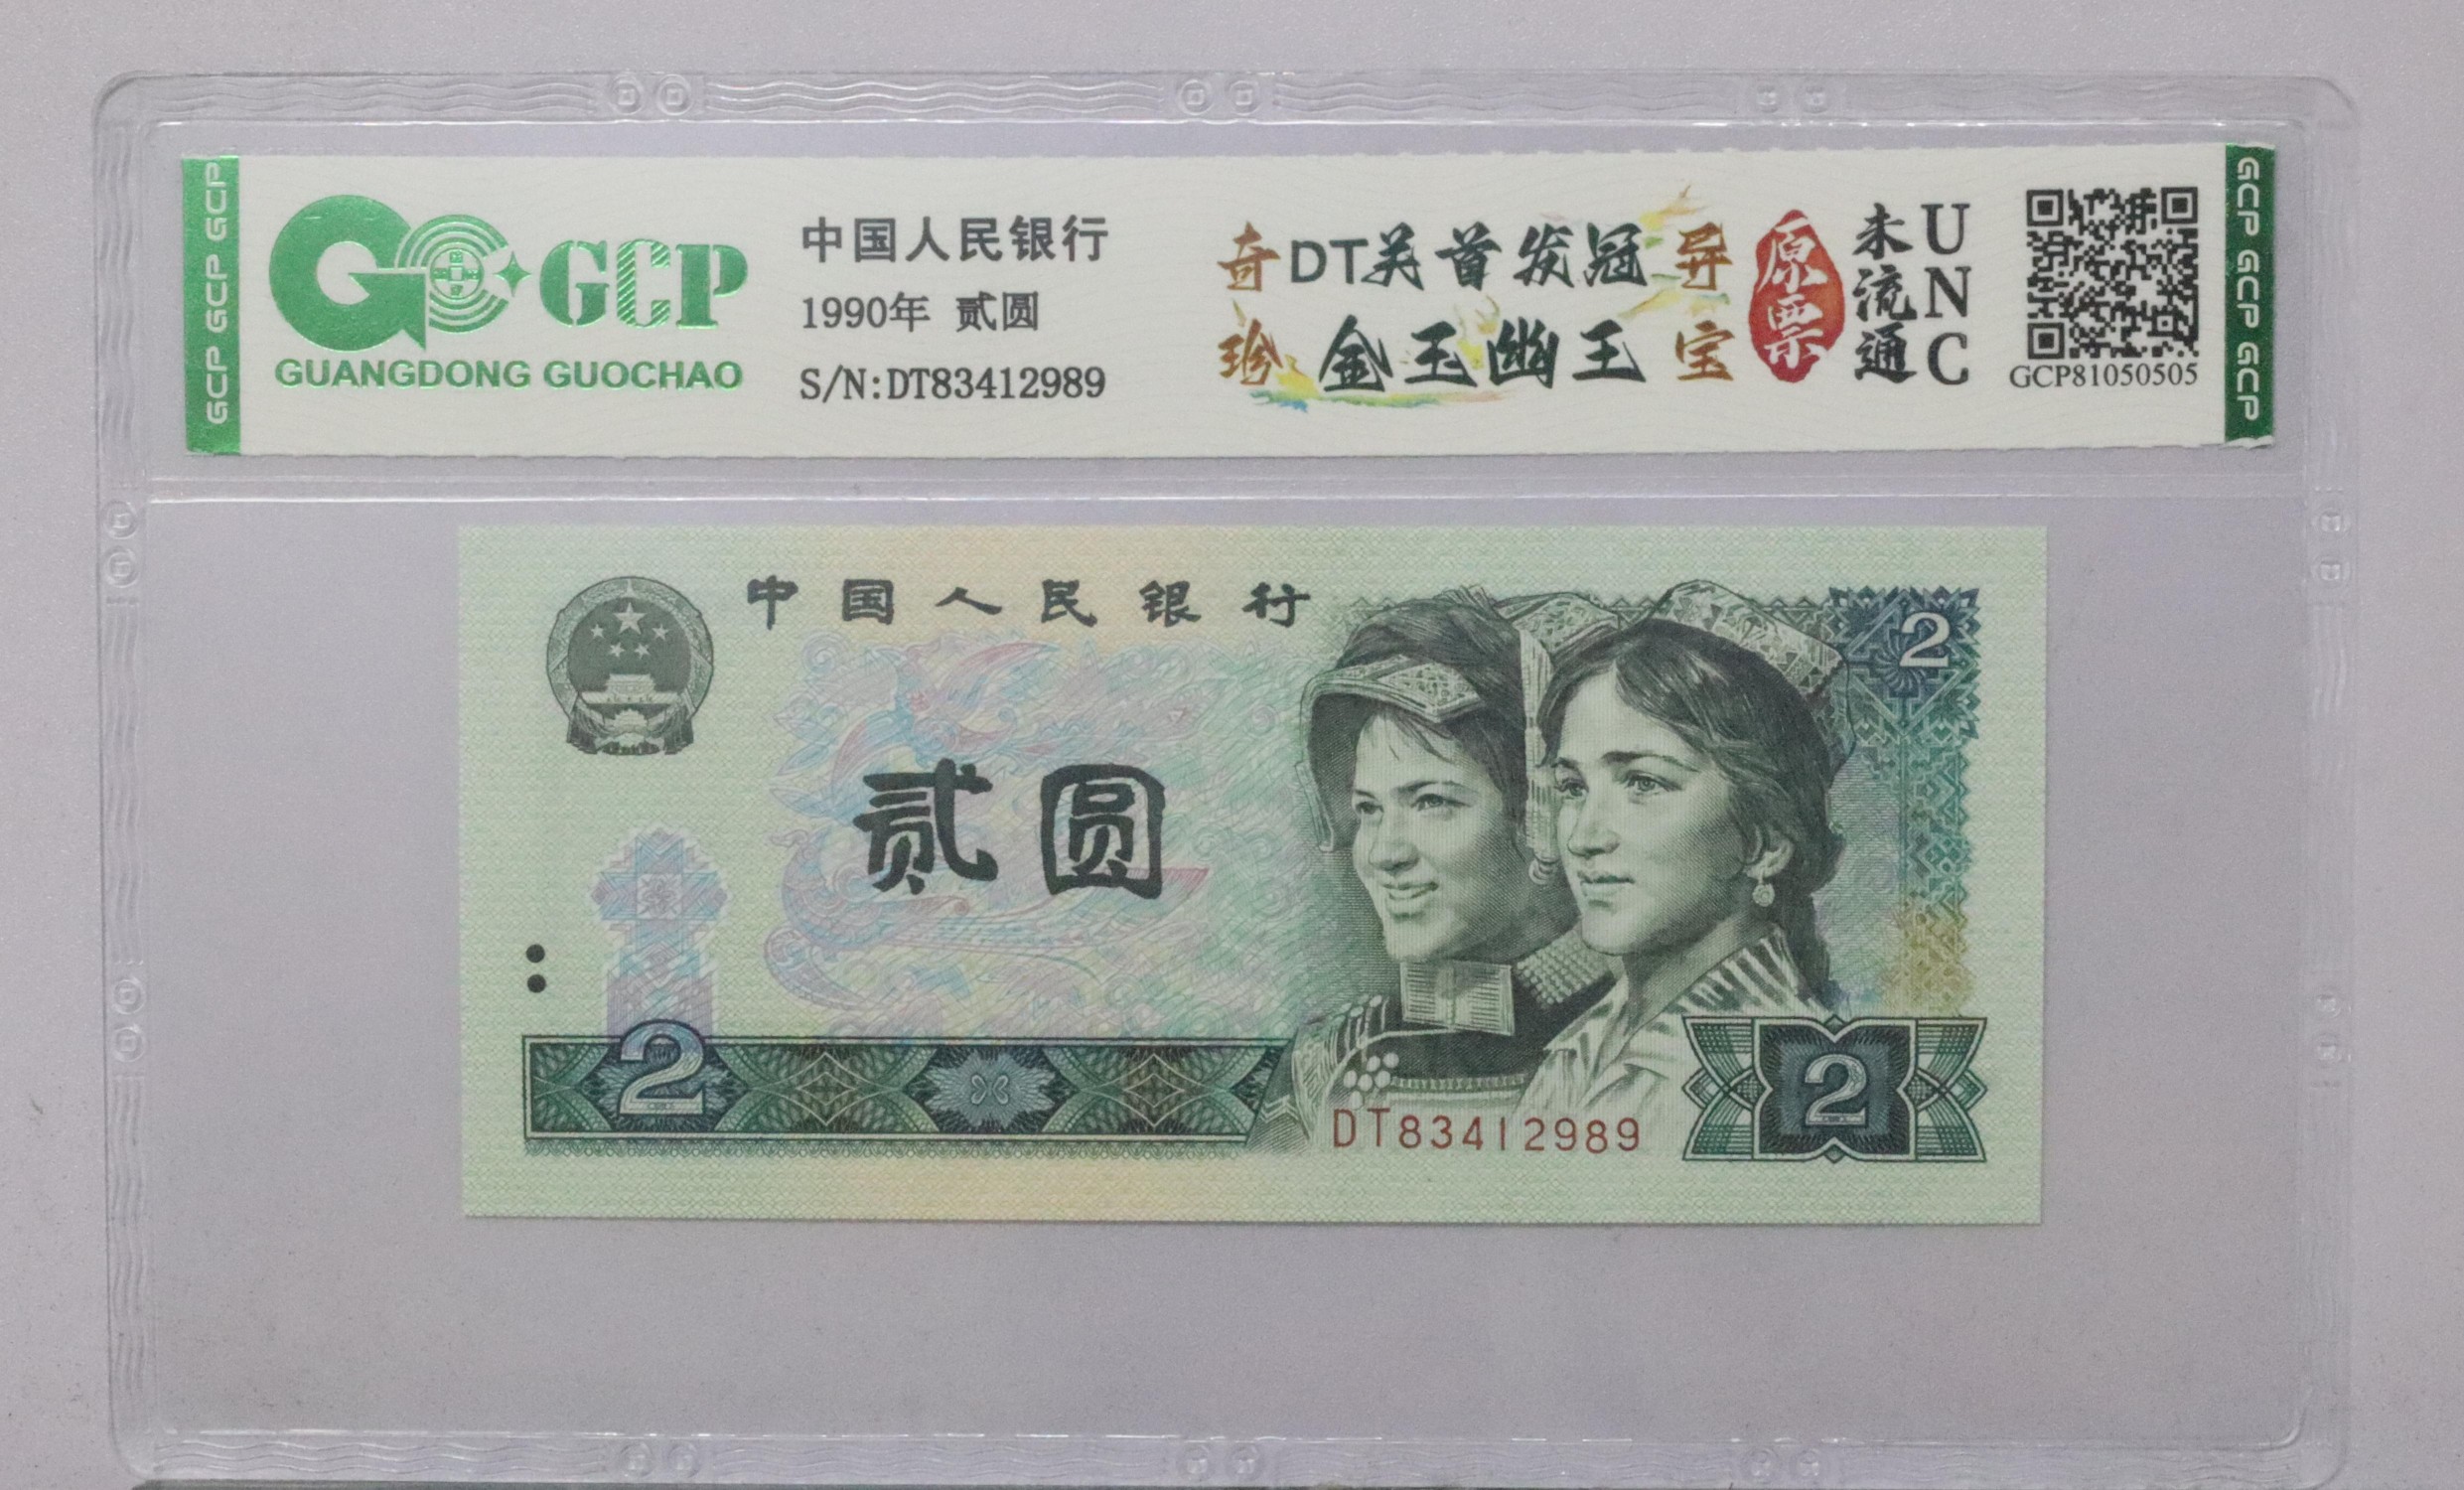 GCP GCP GCP
GCP
GUANGDONG GUOCHAO
中国人民银行
1990年 贰圆
S/N:DT83412989
奇珍
DT关首发冠
金玉幽王
异宝
原票
未流通
UNC
GCP81050505
GCP GCP GCP
中国人民银行
2
贰圆
2
2
DT83412989